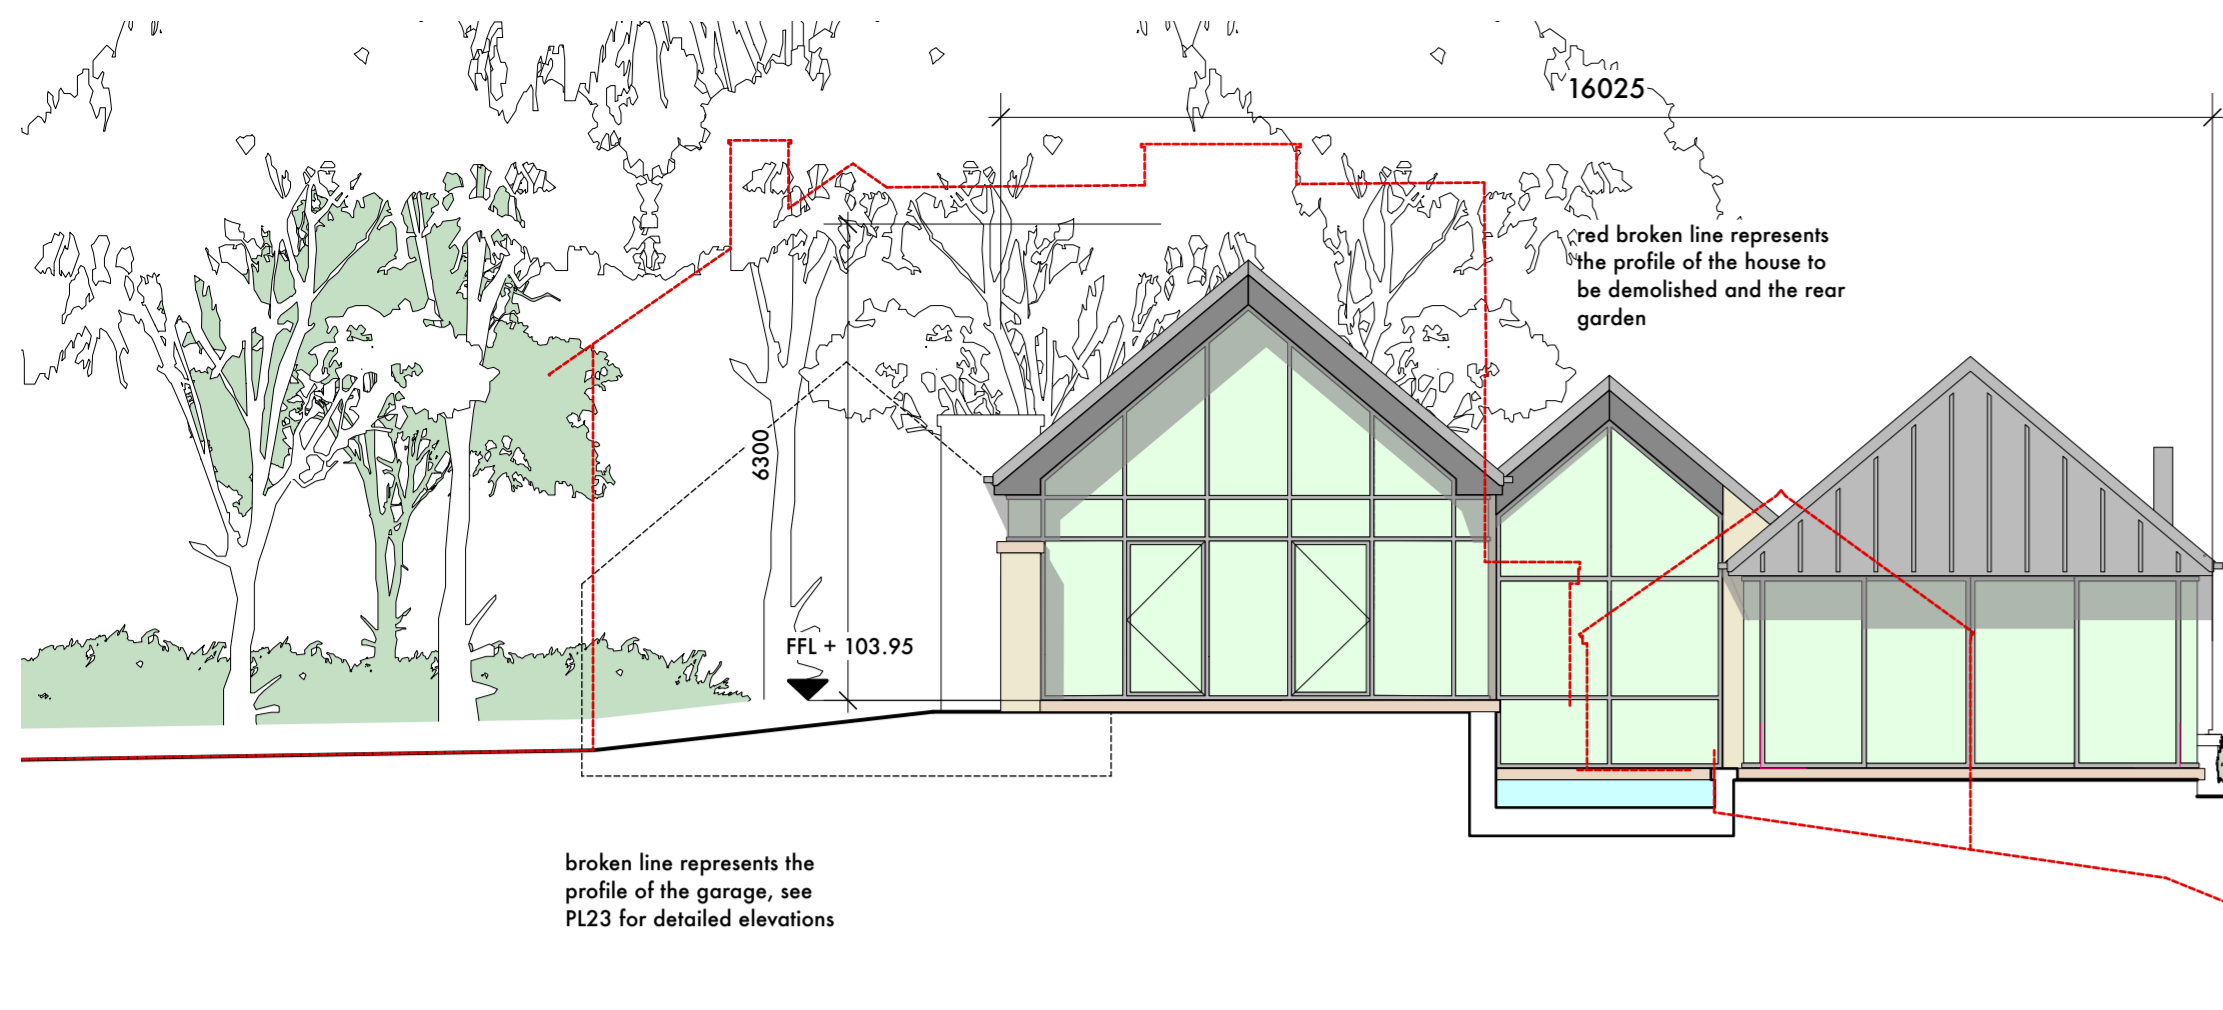 16025
red broken line represents
the profile of the house to
be demolished and the rear
garden
6300
FFL + 103.95
broken line represents the
profile of the garage, see
PL23 for detailed elevations